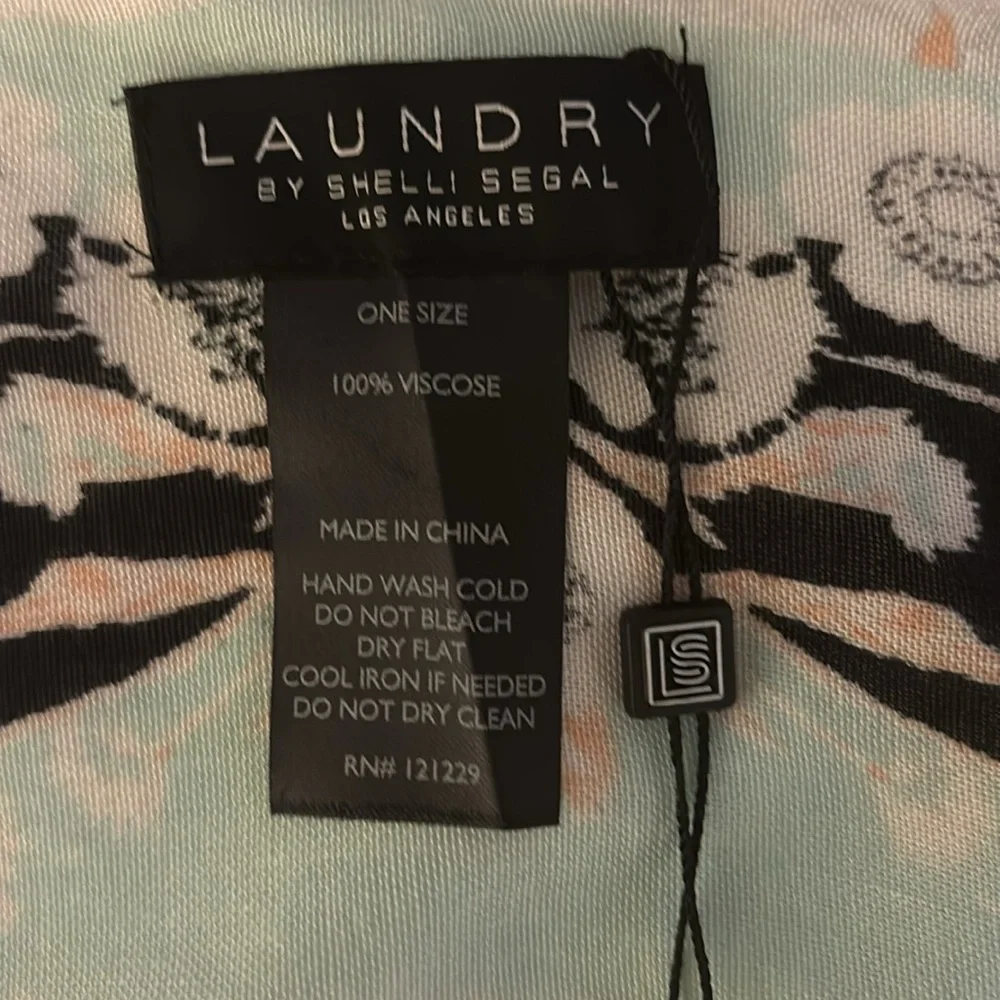 LAUNDRY
BY SHELLI SEGAL
LOS ANGELES
ONE SIZE
100% VISCOSE
MADE IN CHINA
HAND WASH COLD
DO NOT BLEACH
DRY FLAT
COOL IRON IF NEEDED
DO NOT DRY CLEAN
RN# 121229
LS